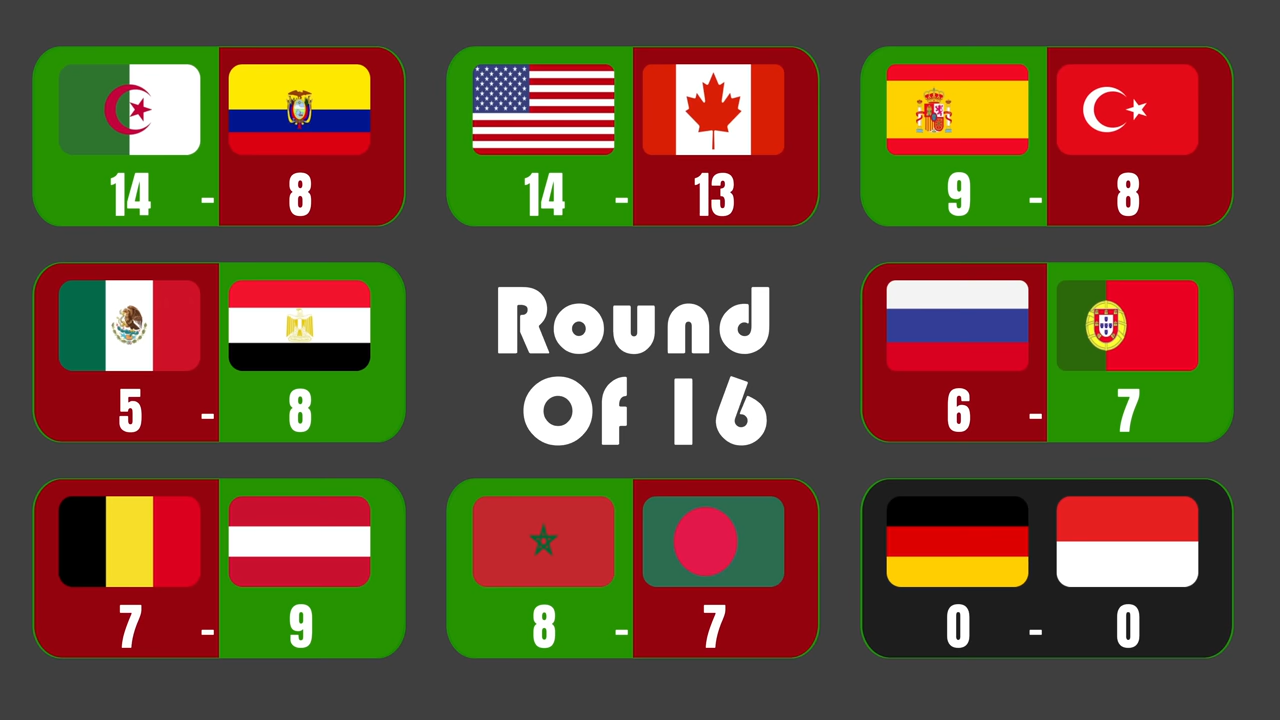 14 - 8
14 - 13
9 - 8
5 - 8
Round
Of 16
6 - 7
7 - 9
8 - 7
0 - 0